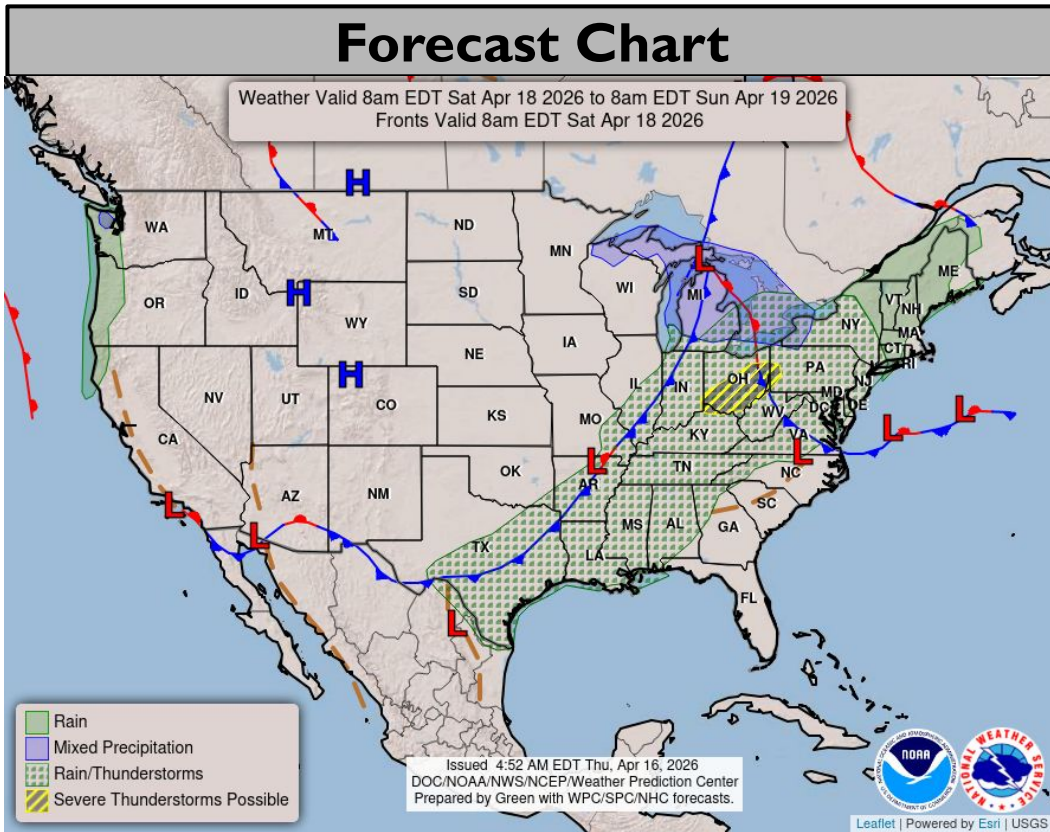 Forecast Chart
Weather Valid 8am EDT Sat Apr 18 2026 to 8am EDT Sun Apr 19 2026
Fronts Valid 8am EDT Sat Apr 18 2026
H
WA
MT
ND
MN
L
ME
OR
ID
H
SD
WI
MI
VT
NH
WY
NY
MA
CT
RI
NE
IA
H
PA
NV
UT
CO
IL
IN
OH
NJ
MD
DE
DC
L
CA
KS
MO
WV
VA
L
KY
L
OK
L
TN
NC
AZ
NM
AR
SC
L
MS
AL
GA
L
TX
LA
FL
L
Rain
Mixed Precipitation
Rain/Thunderstorms
Severe Thunderstorms Possible
Issued 4:52 AM EDT Thu, Apr 16, 2026
DOC/NOAA/NWS/NCEP/Weather Prediction Center
Prepared by Green with WPC/SPC/NHC forecasts.
NOAA
NATIONAL WEATHER SERVICE
Leaflet | Powered by Esri | USGS